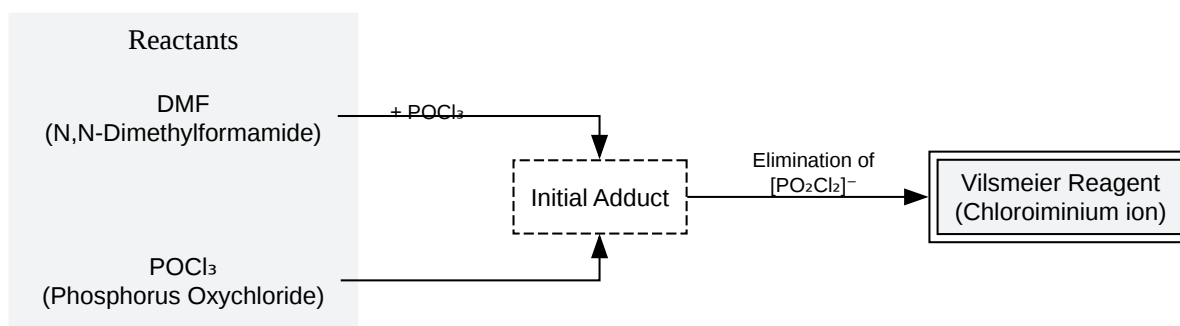 Reactants
DMF
(N,N-Dimethylformamide)
+ POCl₃
POCl₃
(Phosphorus Oxychloride)
Initial Adduct
Elimination of
[PO₂Cl₂]⁻
Vilsmeier Reagent
(Chloroiminium ion)